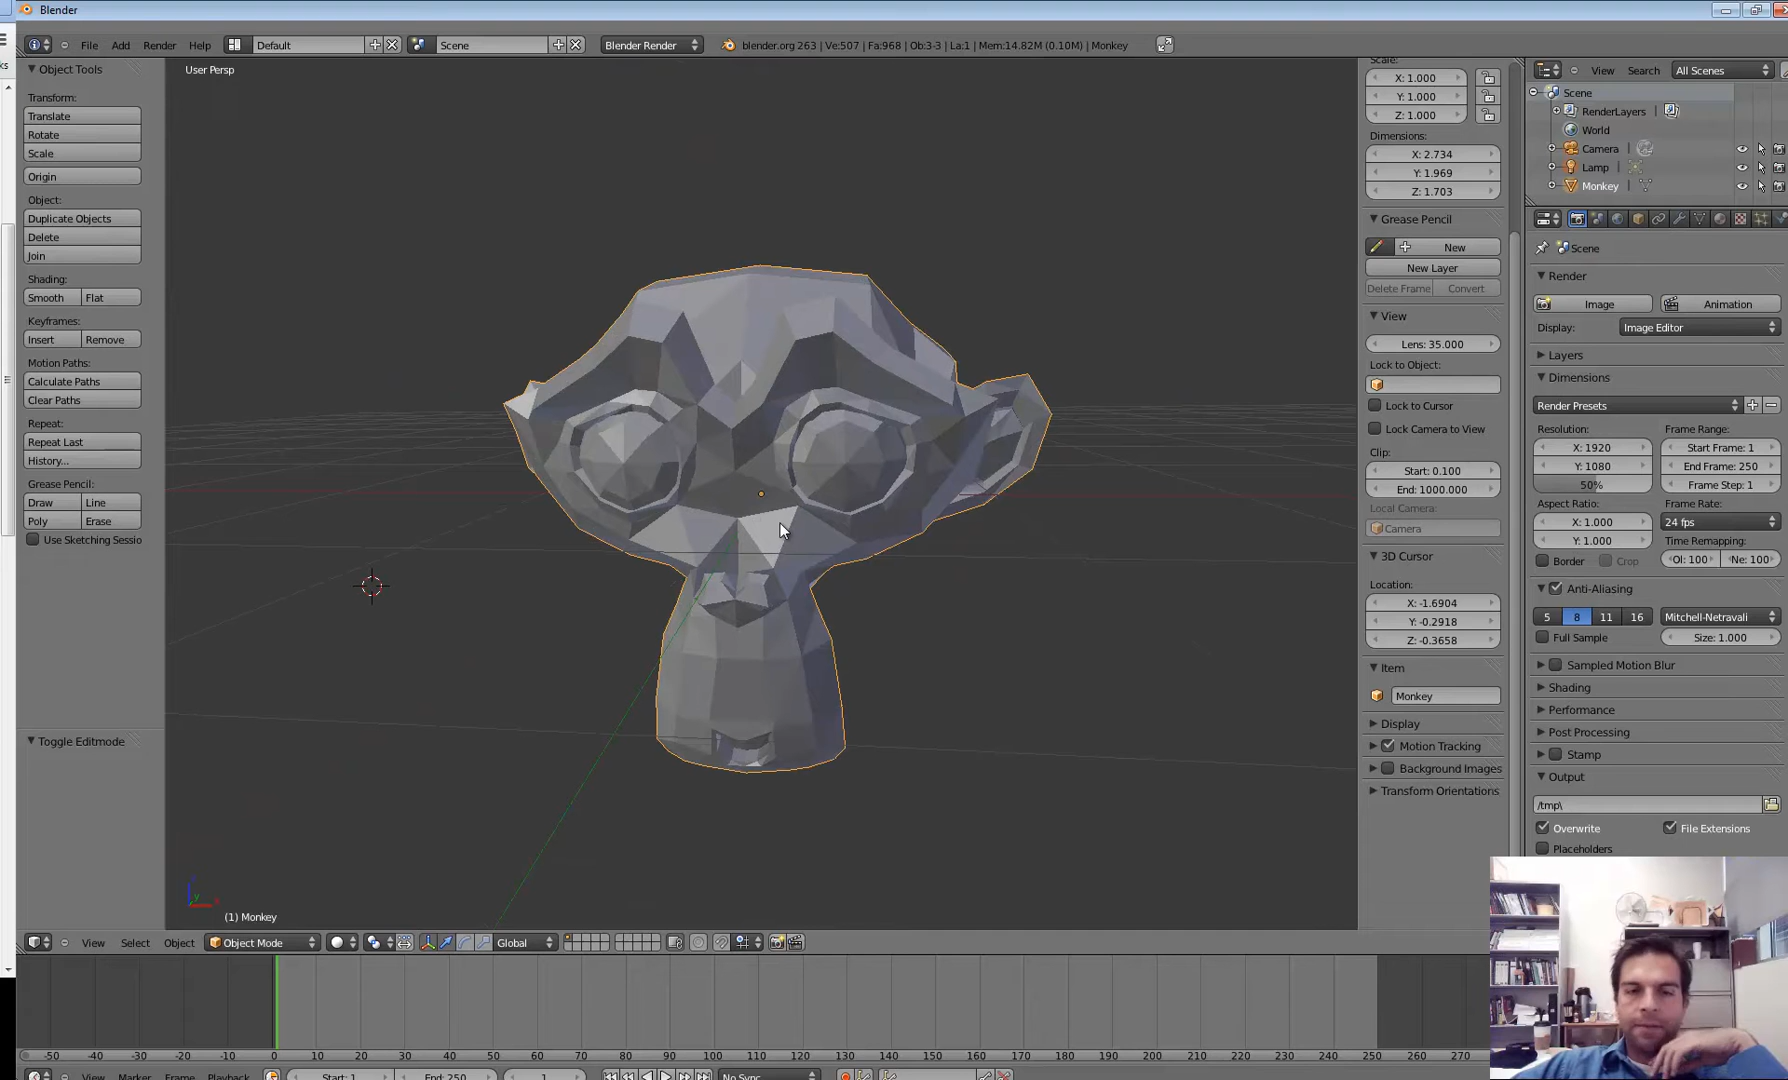 Blender
File Add Render Help Default Scene Blender Render blender.org 263 | Ve:507 | Fa:968 | Ob:3-3 | La:1 | Mem:14.82M (0.10M) | Monkey
Object Tools
Transform:
Translate
Rotate
Scale
Origin
Object:
Duplicate Objects
Delete
Join
Shading:
Smooth Flat
Keyframes:
Insert Remove
Motion Paths:
Calculate Paths
Clear Paths
Repeat:
Repeat Last
History...
Grease Pencil:
Draw Line
Poly Erase
Use Sketching Sessio
Toggle Editmode
User Persp
(1) Monkey
Scale:
X: 1.000
Y: 1.000
Z: 1.000
Dimensions:
X: 2.734
Y: 1.969
Z: 1.703
Grease Pencil
New
New Layer
Delete Frame Convert
View
Lens: 35.000
Lock to Object:
Lock to Cursor
Lock Camera to View
Clip:
Start: 0.100
End: 1000.000
Local Camera:
Camera
3D Cursor
Location:
X: -1.6904
Y: -0.2918
Z: -0.3658
Item
Monkey
Display
Motion Tracking
Background Images
Transform Orientations
View Search All Scenes
Scene
RenderLayers
World
Camera
Lamp
Monkey
Scene
Render
Image Animation
Display: Image Editor
Layers
Dimensions
Render Presets
Resolution: Frame Range:
X: 1920 Start Frame: 1
Y: 1080 End Frame: 250
50% Frame Step: 1
Aspect Ratio: Frame Rate:
X: 1.000 24 fps
Y: 1.000 Time Remapping:
Border Crop Ol: 100 Ne: 100
Anti-Aliasing
5 8 11 16 Mitchell-Netravali
Full Sample Size: 1.000
Sampled Motion Blur
Shading
Performance
Post Processing
Stamp
Output
/tmp\
Overwrite File Extensions
Placeholders
View Select Object Object Mode Global
-50 -40 -30 -20 -10 0 10 20 30 40 50 60 70 80 90 100 110 120 130 140 150 160 170 180 190 200 210 220 230 240 250 260 270
View Marker Frame Playback Start: 1 End: 250 1 No Sync